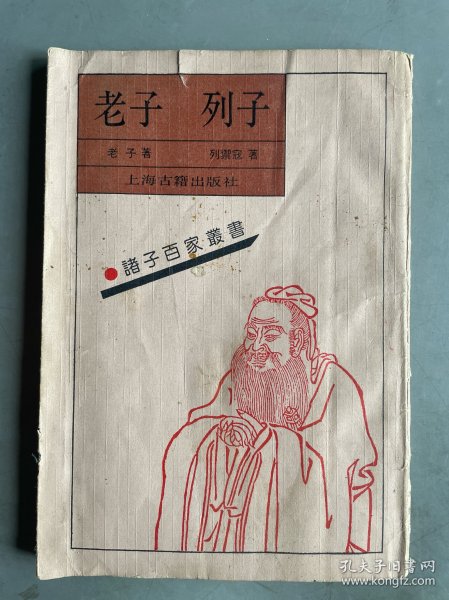 老子 列子
老子著 列禦寇著
上海古籍出版社
諸子百家叢書
孔夫子旧書网
www.kongfz.com